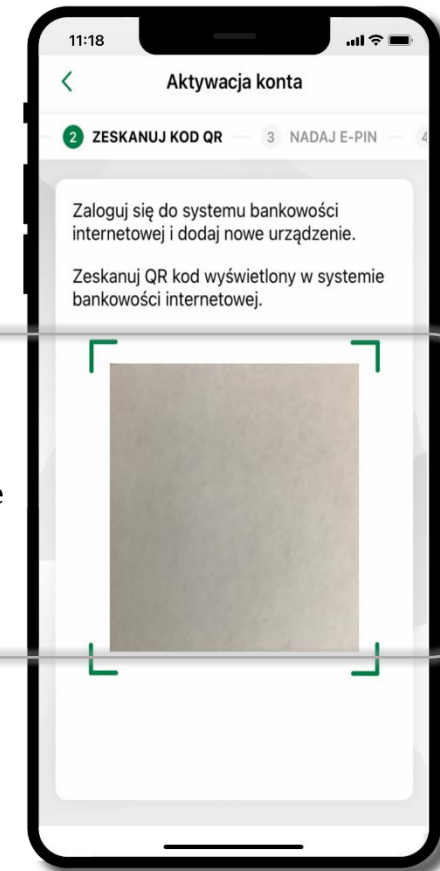 11:18
Aktywacja konta
2 ZESKANUJ KOD QR 3 NADAJ E-PIN 4
Zaloguj się do systemu bankowości
internetowej i dodaj nowe urządzenie.
Zeskanuj QR kod wyświetlony w systemie
bankowości internetowej.
e